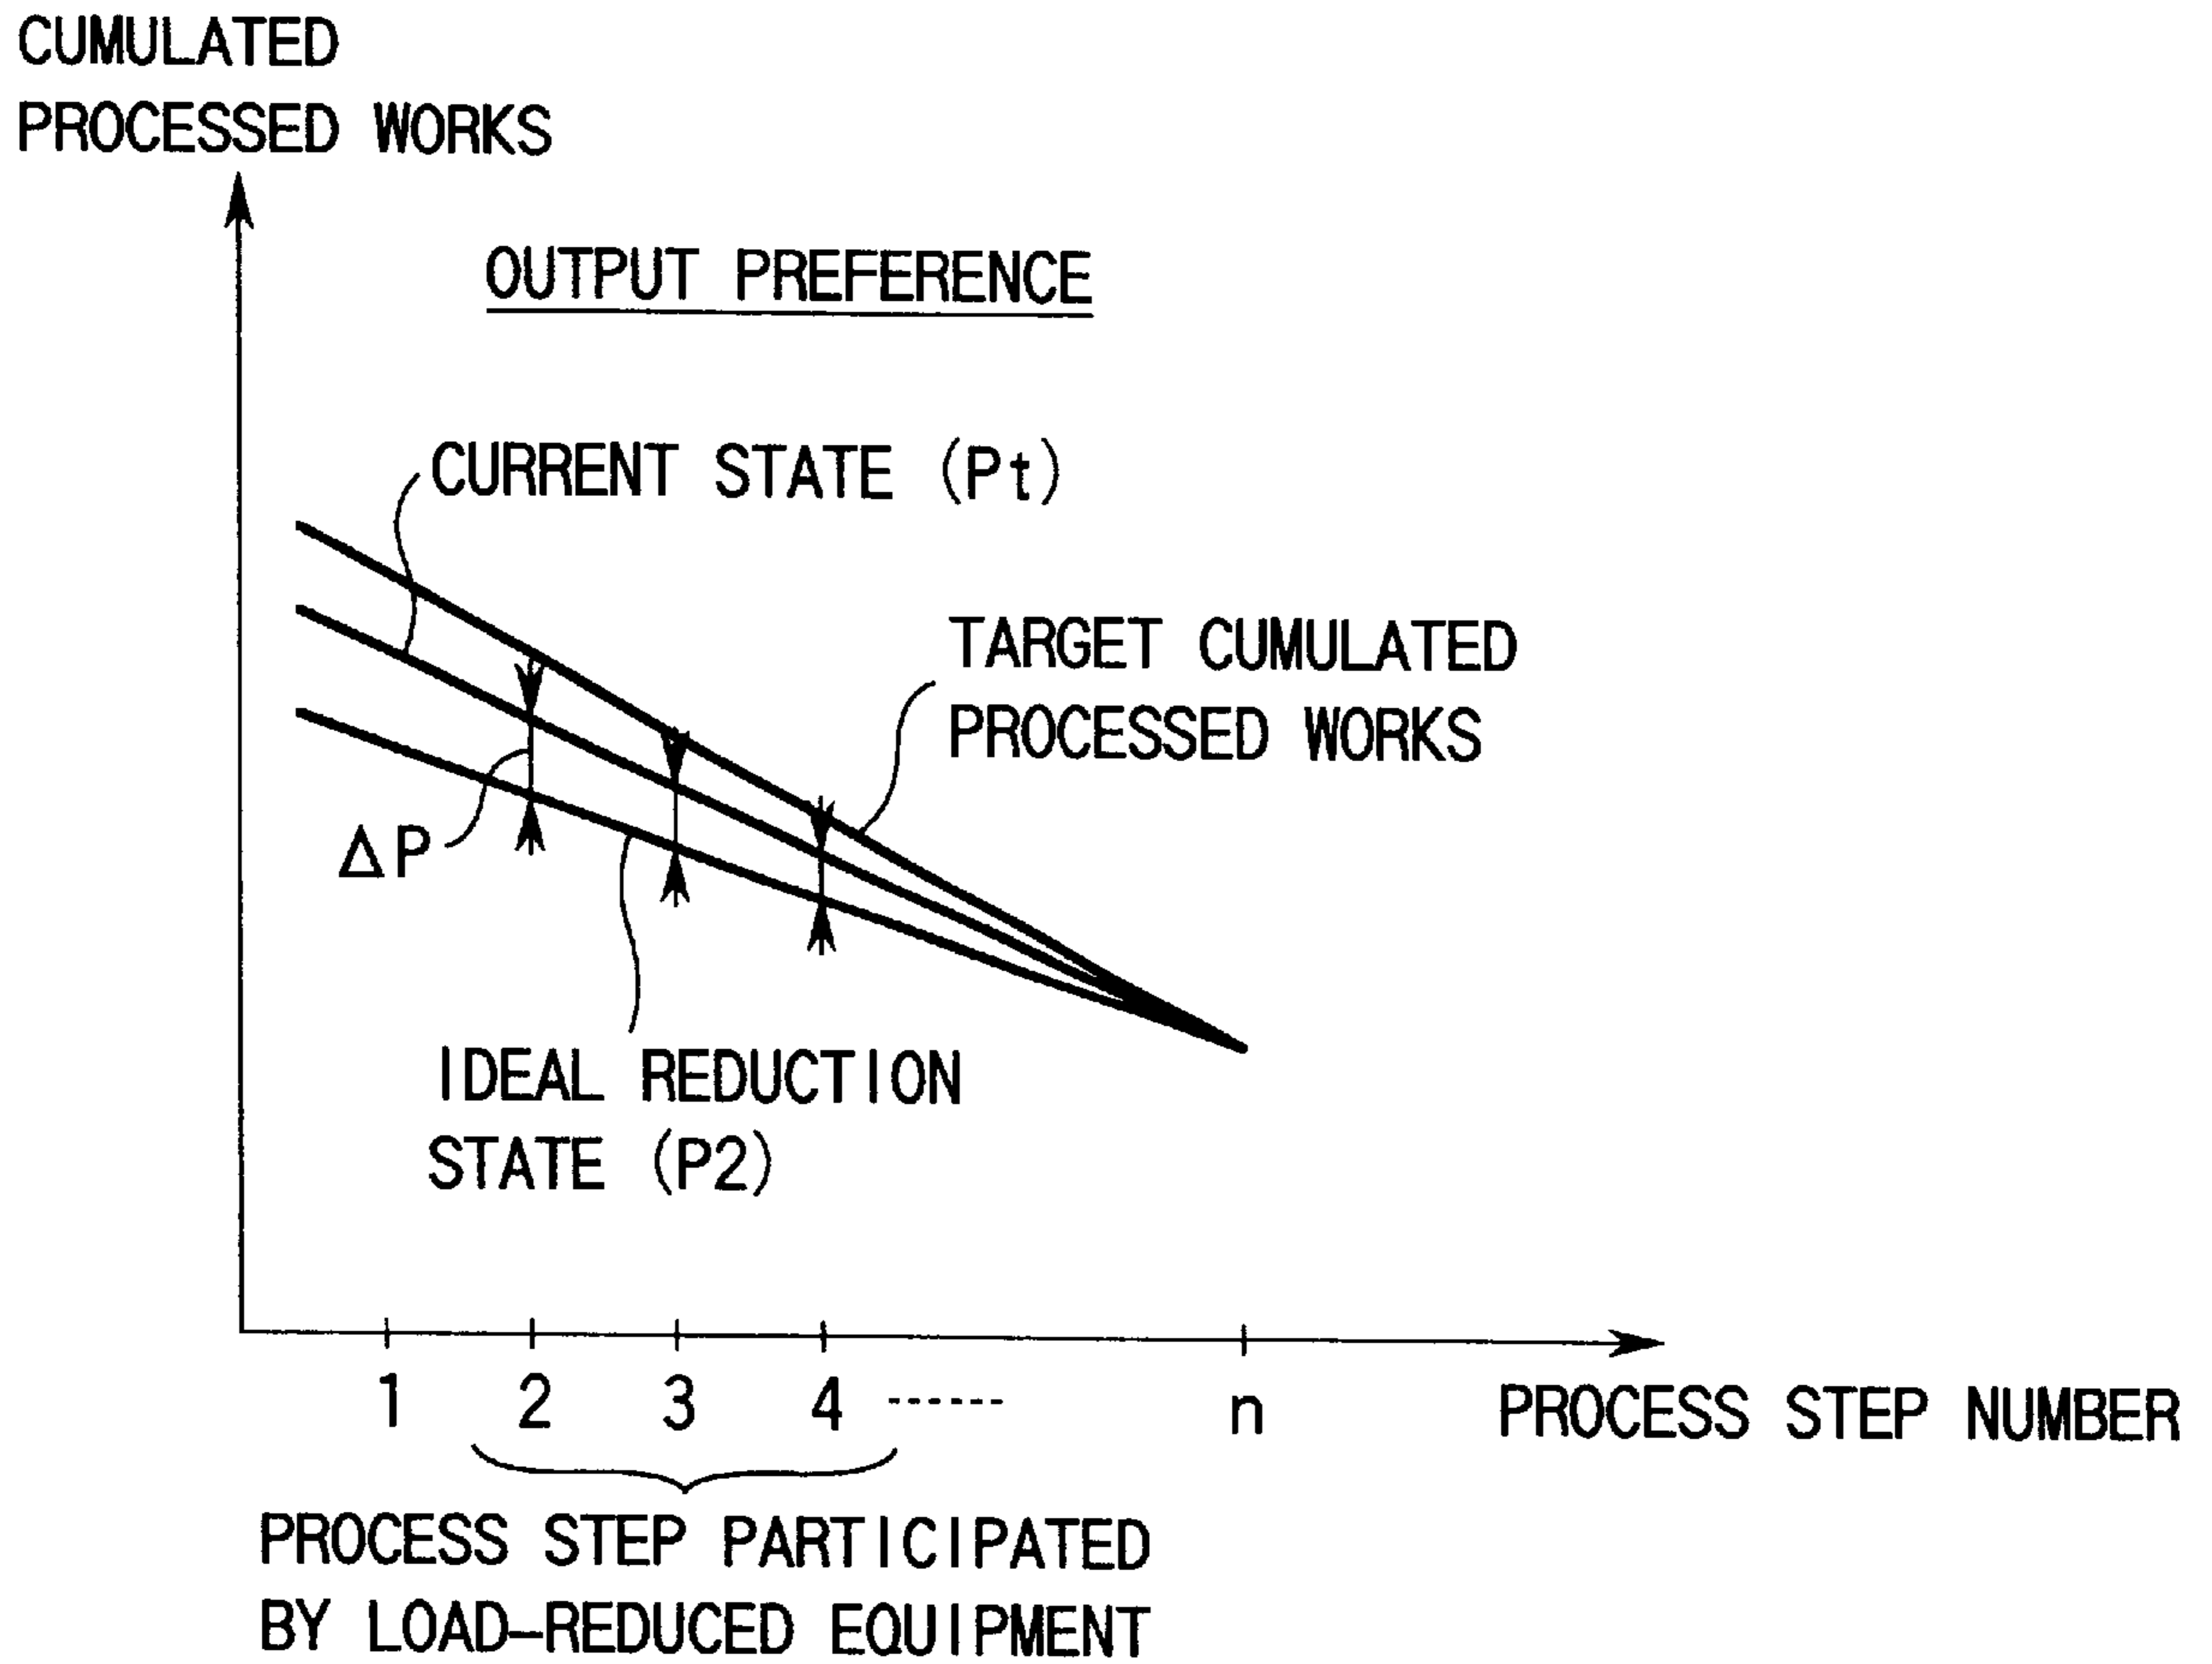 CUMULATED
PROCESSED WORKS
OUTPUT PREFERENCE
CURRENT STATE (Pt)
TARGET CUMULATED
PROCESSED WORKS
ΔP
IDEAL REDUCTION
STATE (P2)
1 2 3 4 ------ n
PROCESS STEP NUMBER
PROCESS STEP PARTICIPATED
BY LOAD-REDUCED EQUIPMENT